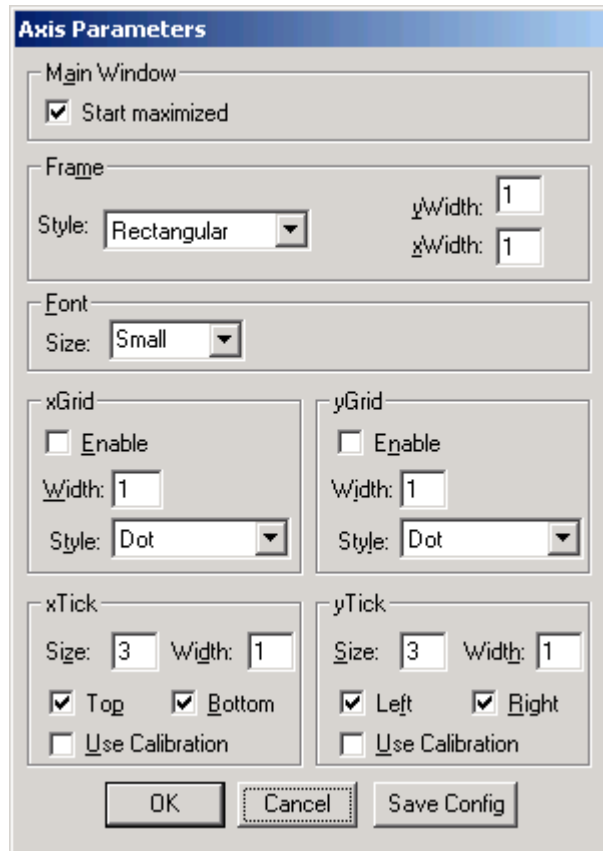 Axis Parameters
Main Window
Start maximized
Frame
Style: Rectangular
yWidth: 1
xWidth: 1
Font
Size: Small
xGrid yGrid
Enable Enable
Width: 1 Width: 1
Style: Dot Style: Dot
xTick yTick
Size: 3 Width: 1 Size: 3 Width: 1
Top Bottom Left Right
Use Calibration Use Calibration
OK Cancel Save Config